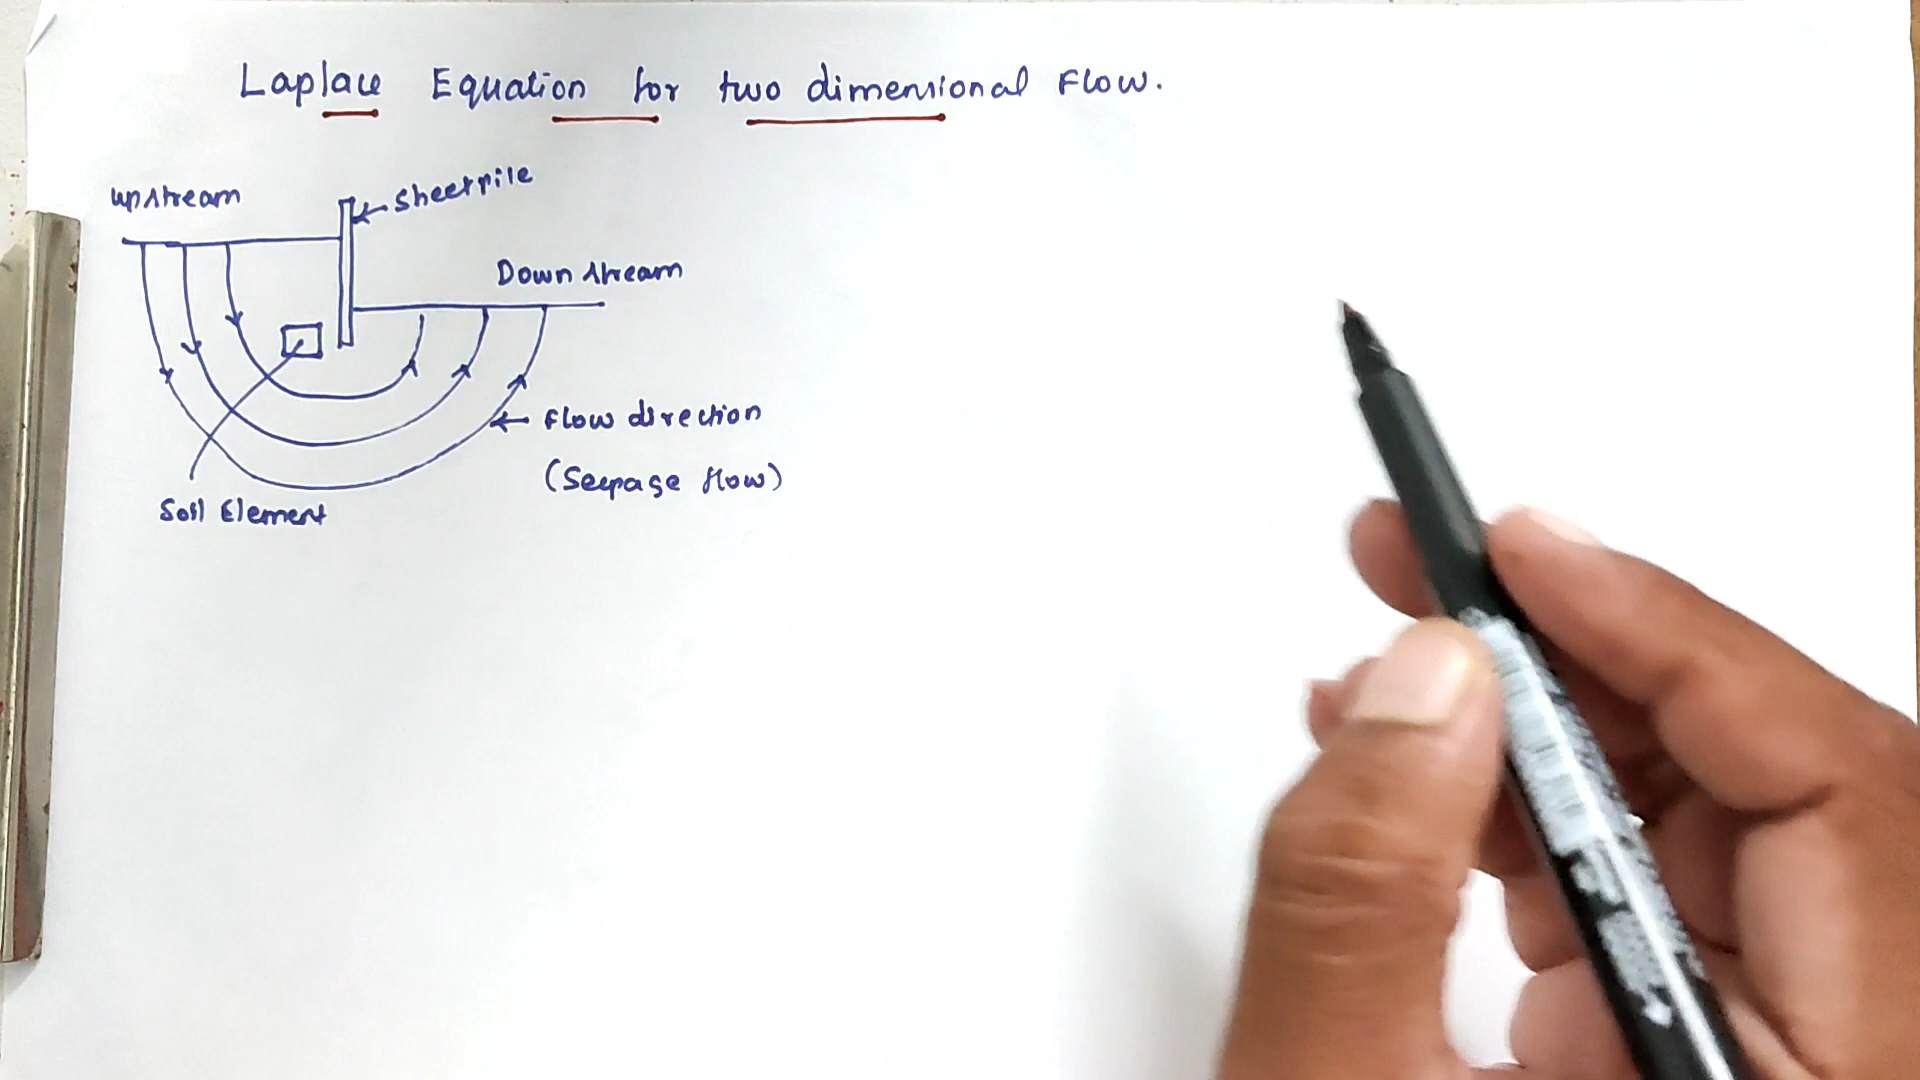 Laplace Equation for two dimensional Flow.
upstream
sheetpile
Down stream
Flow direction
(Seepage flow)
Soil Element